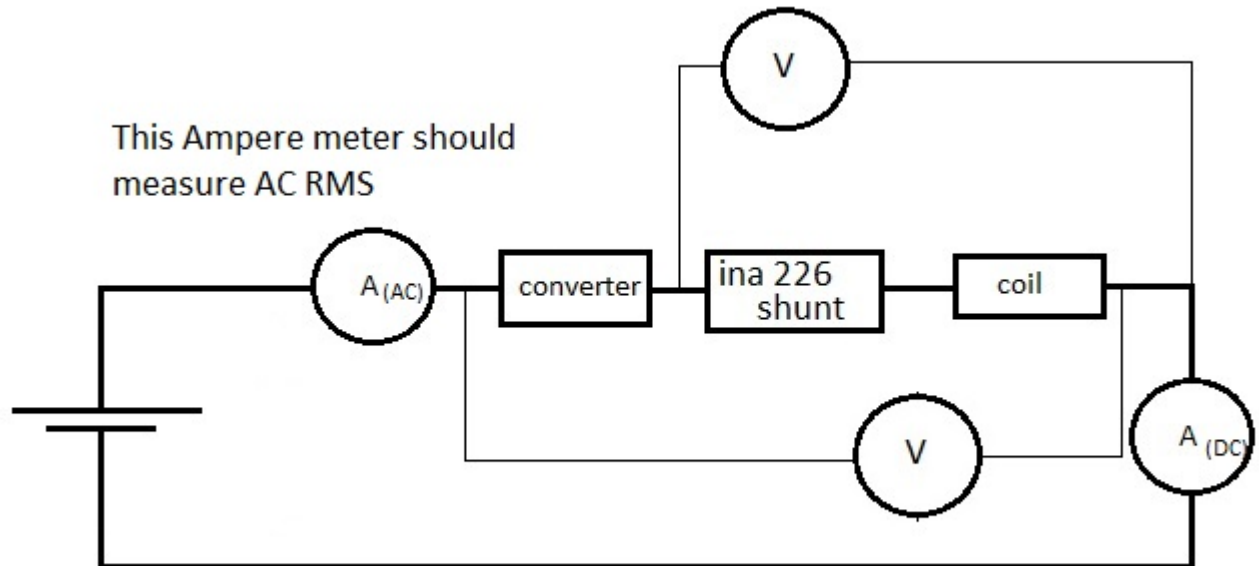 V
This Ampere meter should
measure AC RMS
A (AC)
converter
ina 226
shunt
coil
V
A (DC)